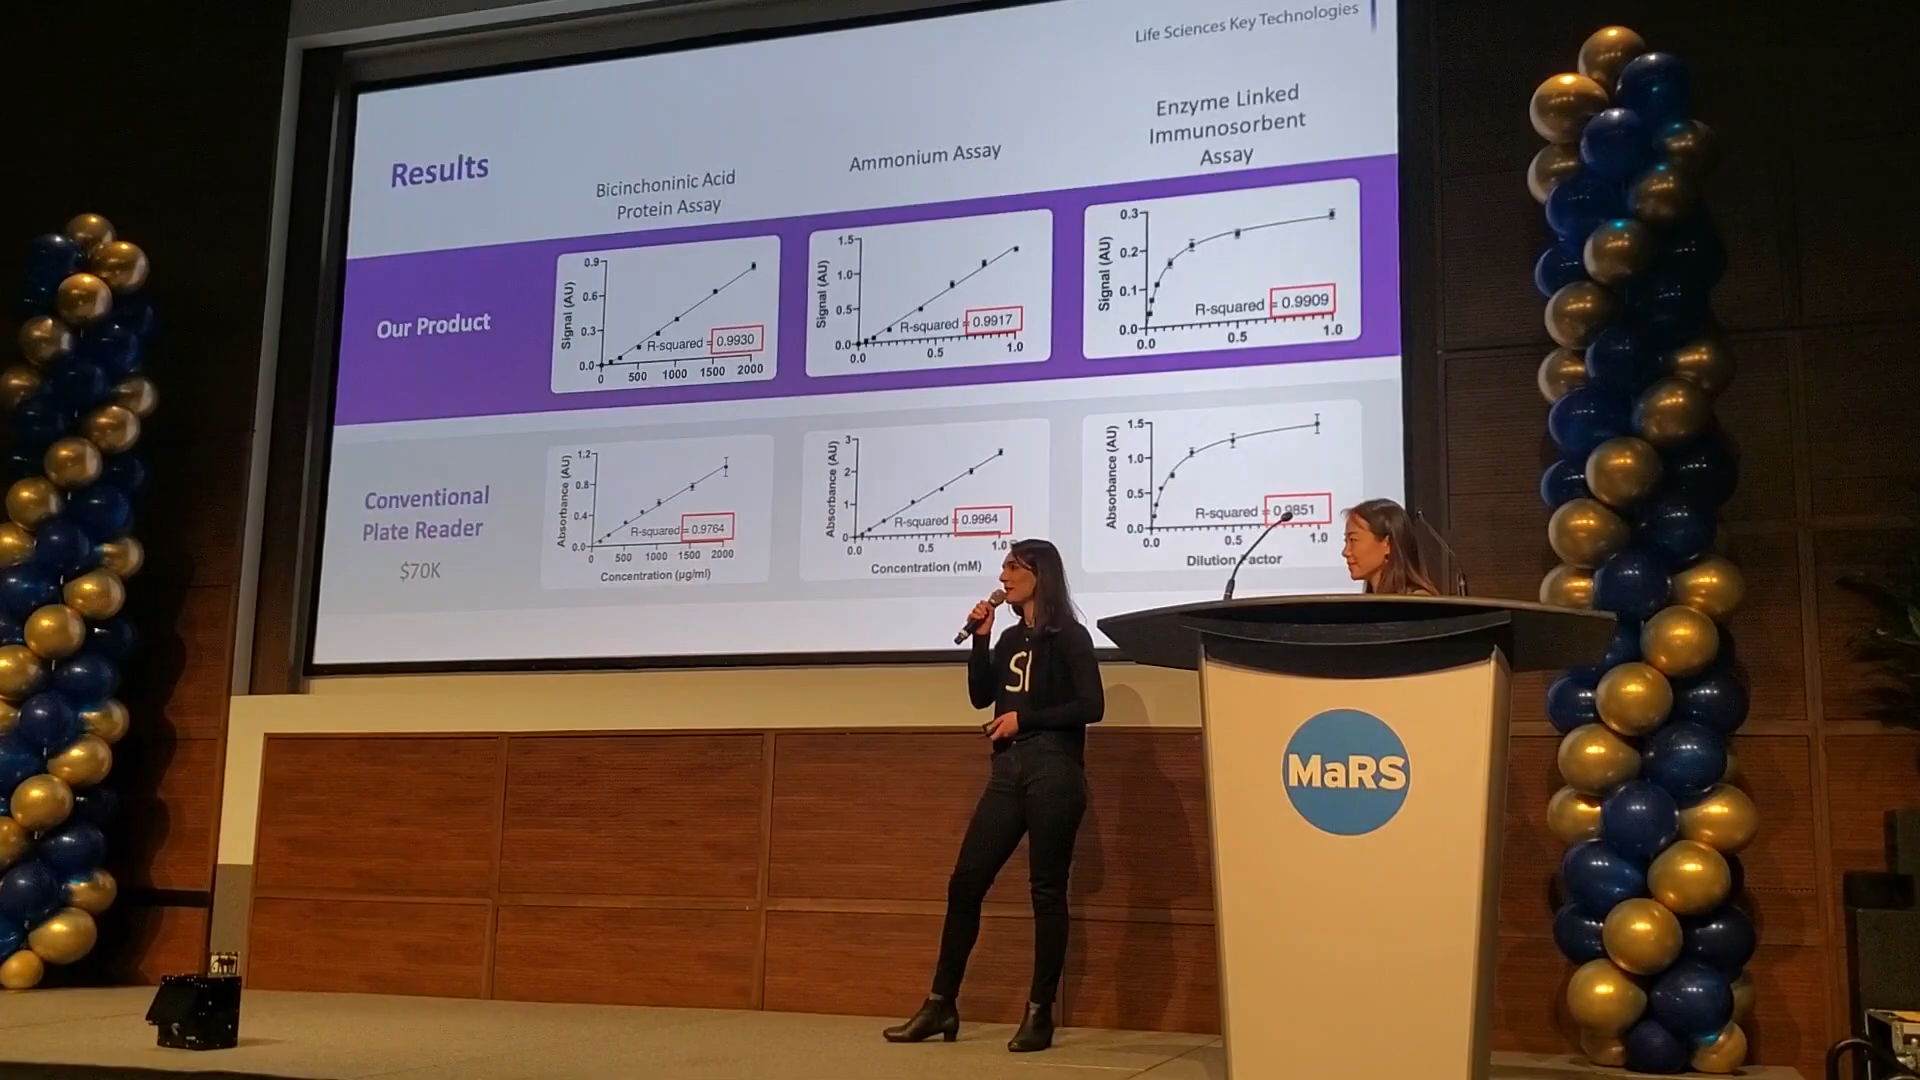 Life Sciences Key Technologies
Results
Bicinchoninic Acid
Protein Assay
Ammonium Assay
Enzyme Linked
Immunosorbent
Assay
Our Product
Signal (AU)
0.9
0.6
0.3
0.0
R-squared = 0.9930
0 500 1000 1500 2000
Signal (AU)
1.5
1.0
0.5
0.0
R-squared = 0.9917
0.0 0.5 1.0
Signal (AU)
0.3
0.2
0.1
0.0
R-squared = 0.9909
0.0 0.5 1.0
Conventional
Plate Reader
$70K
Absorbance (AU)
1.2
0.8
0.4
0.0
R-squared = 0.9764
0 500 1000 1500 2000
Concentration (µg/ml)
Absorbance (AU)
3
2
1
0
R-squared = 0.9964
0.0 0.5 1.0
Concentration (mM)
Absorbance (AU)
1.5
1.0
0.5
0.0
R-squared = 0.9851
0.0 0.5 1.0
Dilution Factor
SI
MaRS